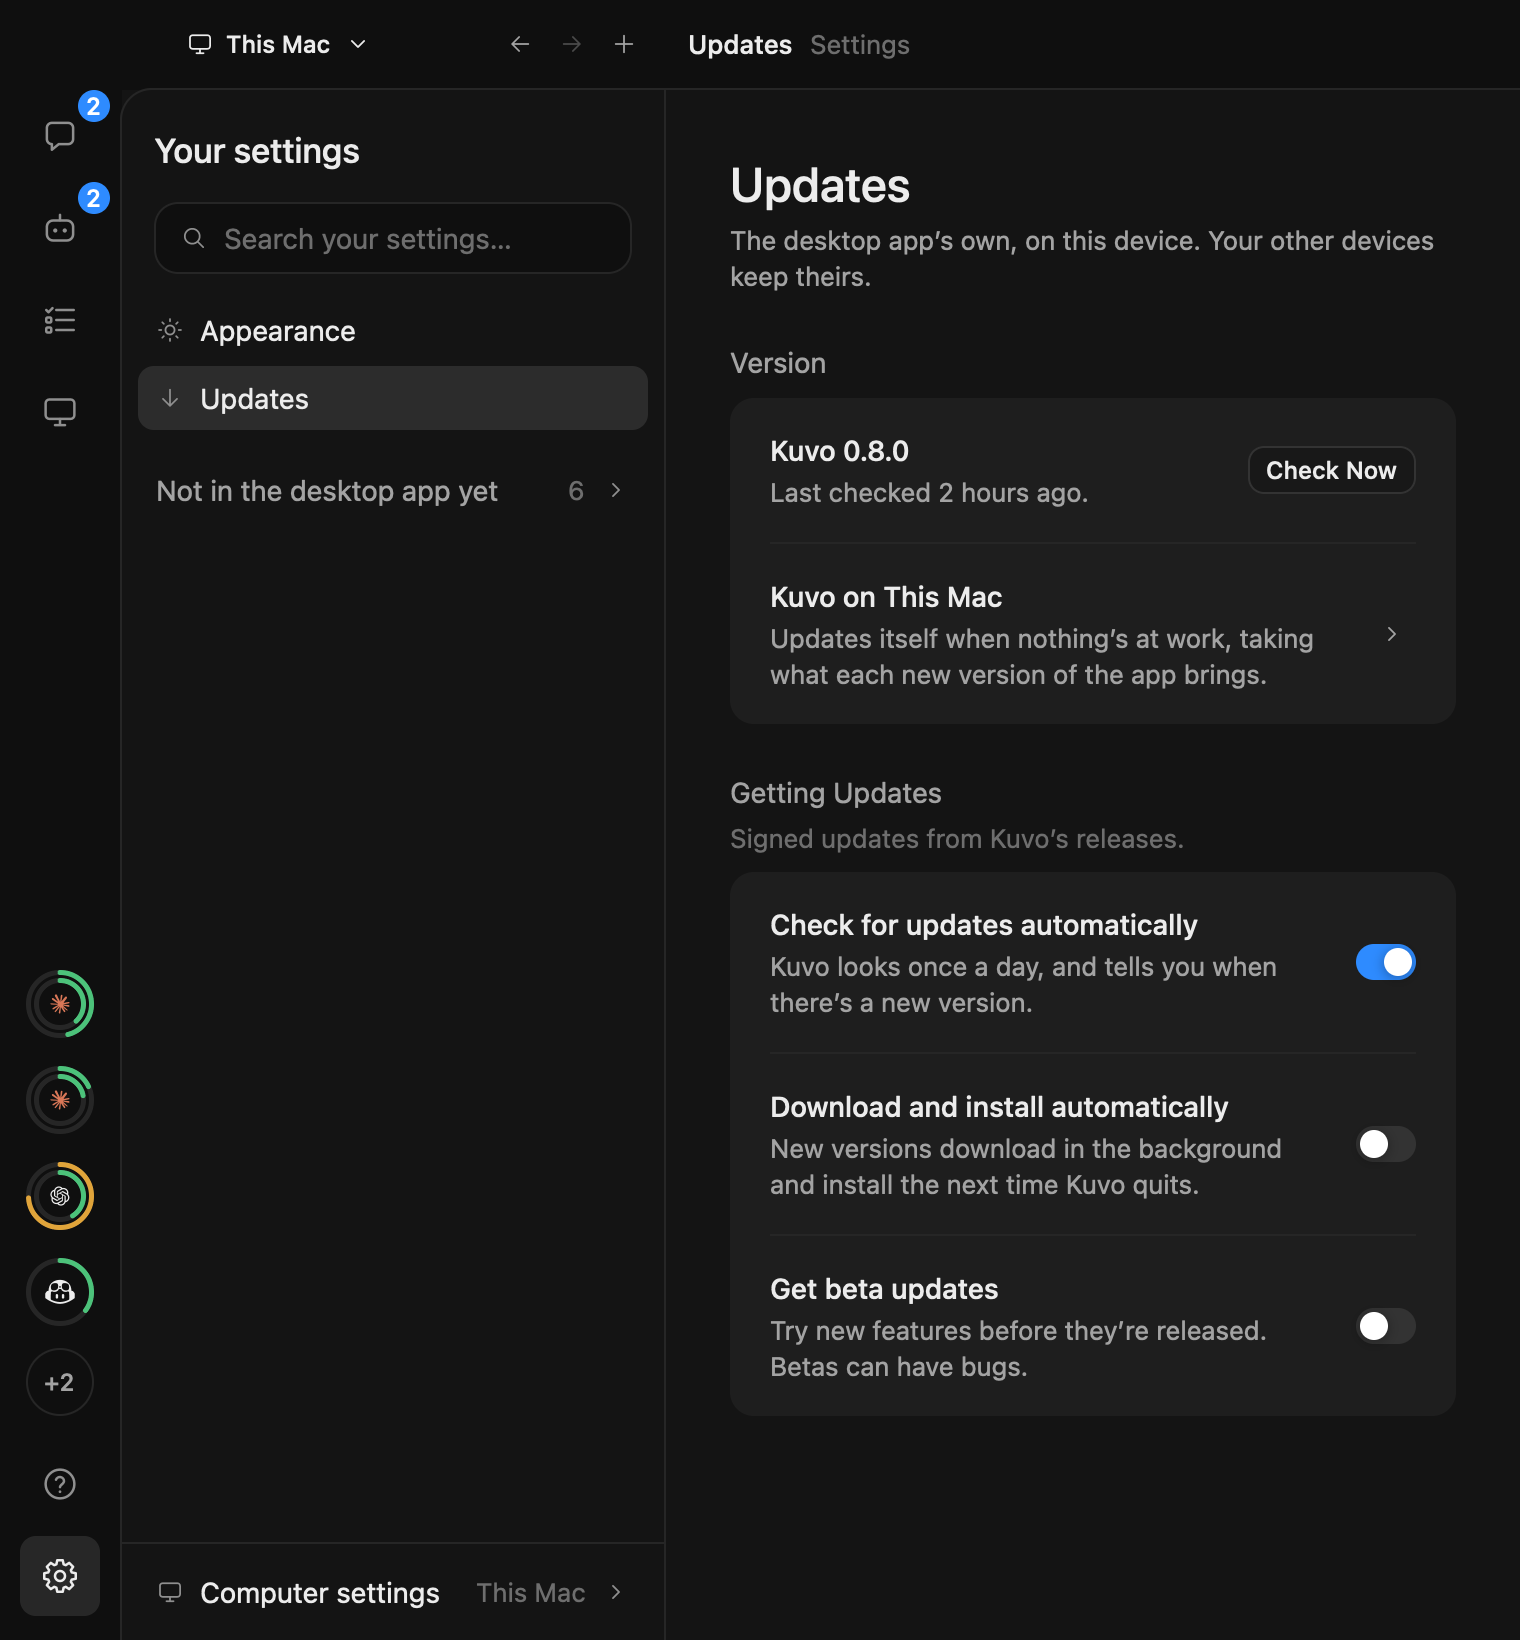 This Mac
Updates Settings
2
2
Your settings
Search your settings...
Appearance
Updates
Not in the desktop app yet 6
+2
Computer settings This Mac
Updates
The desktop app’s own, on this device. Your other devices
keep theirs.
Version
Kuvo 0.8.0
Last checked 2 hours ago.
Check Now
Kuvo on This Mac
Updates itself when nothing’s at work, taking
what each new version of the app brings.
Getting Updates
Signed updates from Kuvo’s releases.
Check for updates automatically
Kuvo looks once a day, and tells you when
there’s a new version.
Download and install automatically
New versions download in the background
and install the next time Kuvo quits.
Get beta updates
Try new features before they’re released.
Betas can have bugs.